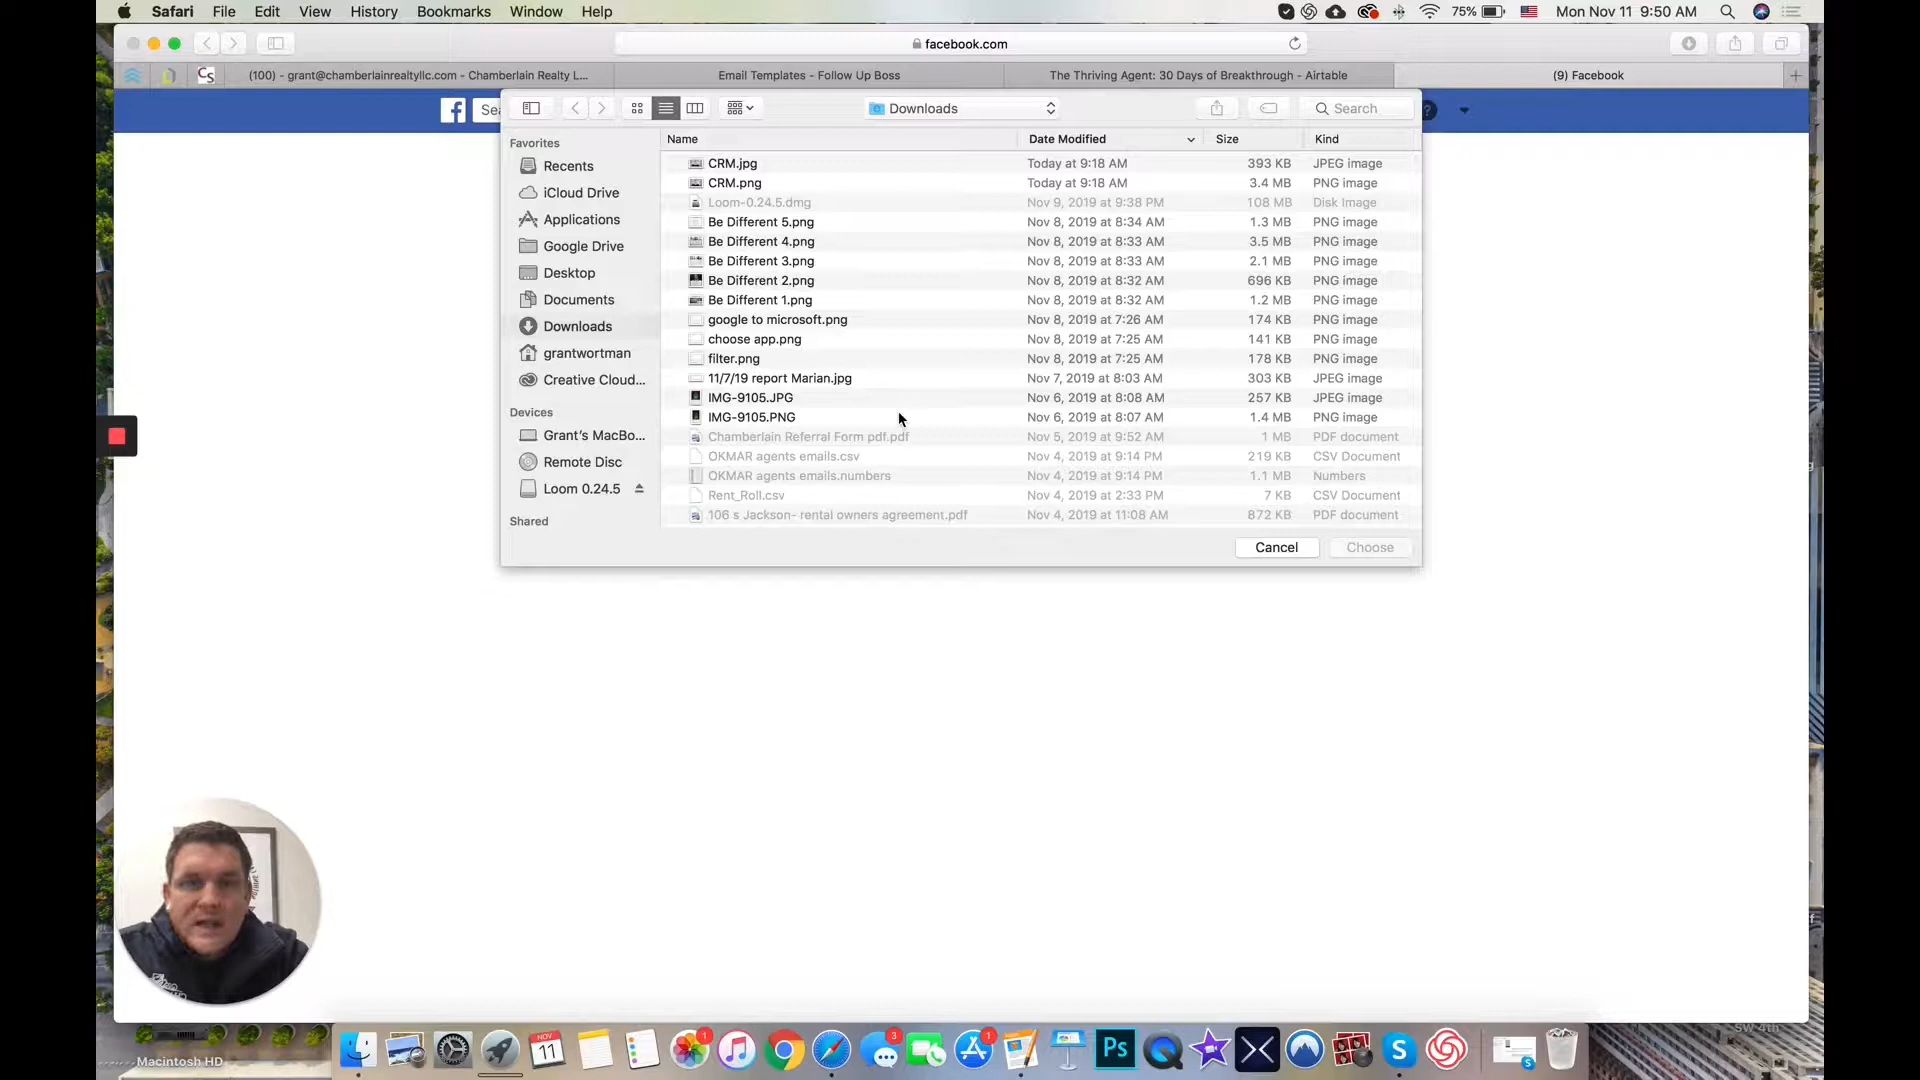 Safari File Edit View History Bookmarks Window Help 75% Mon Nov 11 9:50 AM
facebook.com
(100) - grant@chamberlainrealtyllc.com - Chamberlain Realty L... Email Templates - Follow Up Boss The Thriving Agent: 30 Days of Breakthrough - Airtable (9) Facebook
Downloads Search
Favorites
Recents
iCloud Drive
Applications
Google Drive
Desktop
Documents
Downloads
grantwortman
Creative Cloud...
Devices
Grant's MacBo...
Remote Disc
Loom 0.24.5
Shared
Name Date Modified Size Kind
CRM.jpg Today at 9:18 AM 393 KB JPEG image
CRM.png Today at 9:18 AM 3.4 MB PNG image
Loom-0.24.5.dmg Nov 9, 2019 at 9:38 PM 108 MB Disk Image
Be Different 5.png Nov 8, 2019 at 8:34 AM 1.3 MB PNG image
Be Different 4.png Nov 8, 2019 at 8:33 AM 3.5 MB PNG image
Be Different 3.png Nov 8, 2019 at 8:33 AM 2.1 MB PNG image
Be Different 2.png Nov 8, 2019 at 8:32 AM 696 KB PNG image
Be Different 1.png Nov 8, 2019 at 8:32 AM 1.2 MB PNG image
google to microsoft.png Nov 8, 2019 at 7:26 AM 174 KB PNG image
choose app.png Nov 8, 2019 at 7:25 AM 141 KB PNG image
filter.png Nov 8, 2019 at 7:25 AM 178 KB PNG image
11/7/19 report Marian.jpg Nov 7, 2019 at 8:03 AM 303 KB JPEG image
IMG-9105.JPG Nov 6, 2019 at 8:08 AM 257 KB JPEG image
IMG-9105.PNG Nov 6, 2019 at 8:07 AM 1.4 MB PNG image
Chamberlain Referral Form pdf.pdf Nov 5, 2019 at 9:52 AM 1 MB PDF document
OKMAR agents emails.csv Nov 4, 2019 at 9:14 PM 219 KB CSV Document
OKMAR agents emails.numbers Nov 4, 2019 at 9:14 PM 1.1 MB Numbers
Rent_Roll.csv Nov 4, 2019 at 2:33 PM 7 KB CSV Document
106 s Jackson- rental owners agreement.pdf Nov 4, 2019 at 11:08 AM 872 KB PDF document
Cancel Choose
Macintosh HD
SW 4th
NOV
11
1
3
1
Ps